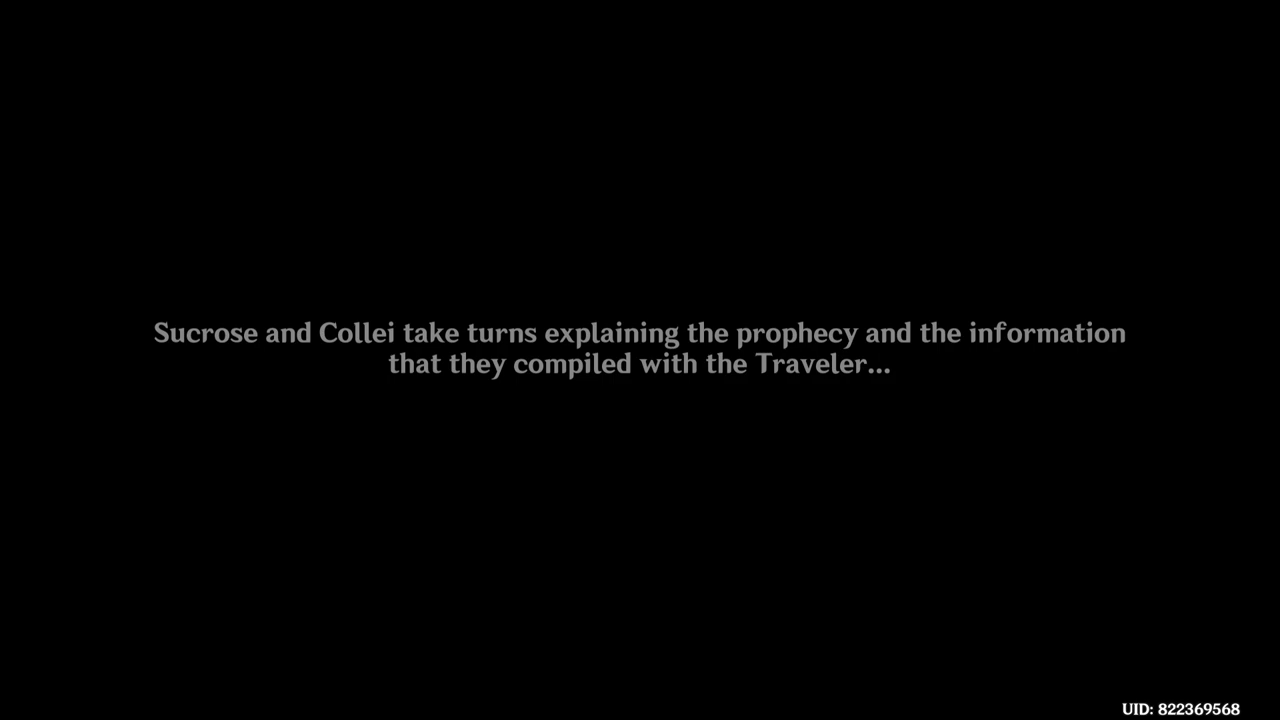 Sucrose and Collei take turns explaining the prophecy and the information
that they compiled with the Traveler...
UID: 822369568